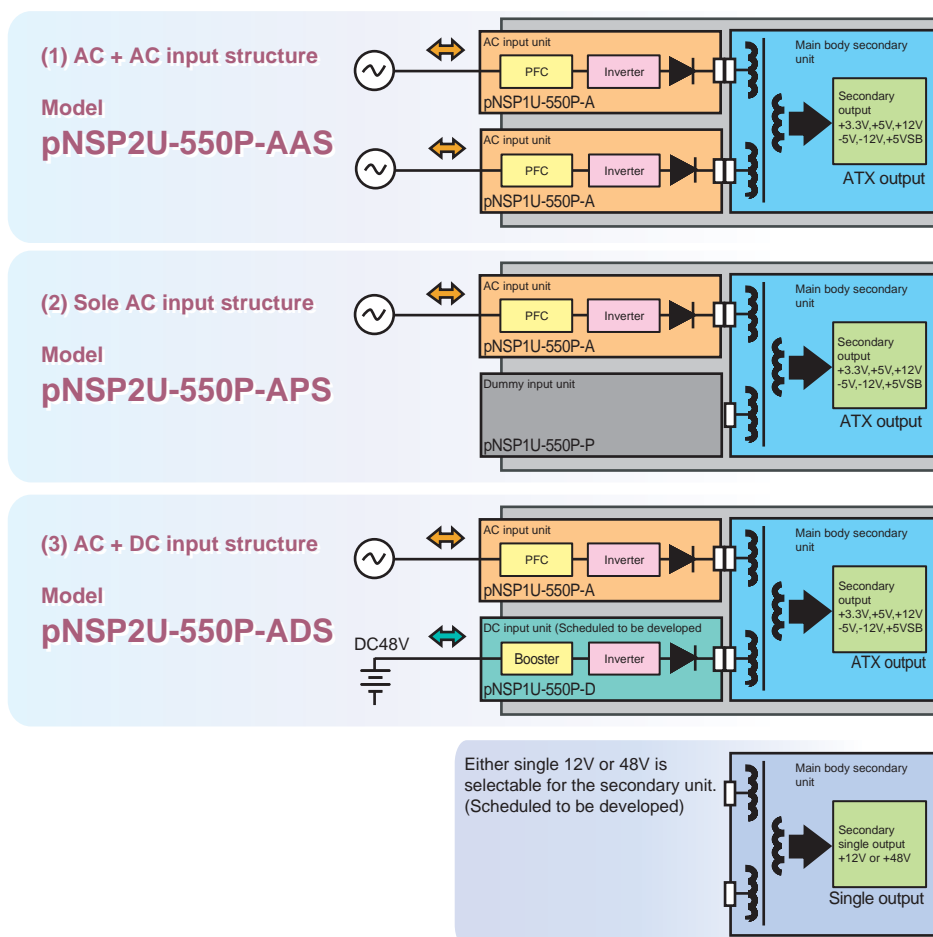 (1) AC + AC input structure
Model
pNSP2U-550P-AAS
AC input unit
PFC
Inverter
pNSP1U-550P-A
AC input unit
PFC
Inverter
pNSP1U-550P-A
Main body secondary
unit
Secondary
output
+3.3V,+5V,+12V
-5V,-12V,+5VSB
ATX output
(2) Sole AC input structure
Model
pNSP2U-550P-APS
AC input unit
PFC
Inverter
pNSP1U-550P-A
Dummy input unit
pNSP1U-550P-P
Main body secondary
unit
Secondary
output
+3.3V,+5V,+12V
-5V,-12V,+5VSB
ATX output
(3) AC + DC input structure
Model
pNSP2U-550P-ADS
DC48V
AC input unit
PFC
Inverter
pNSP1U-550P-A
DC input unit (Scheduled to be developed
Booster
Inverter
pNSP1U-550P-D
Main body secondary
unit
Secondary
output
+3.3V,+5V,+12V
-5V,-12V,+5VSB
ATX output
Either single 12V or 48V is
selectable for the secondary unit.
(Scheduled to be developed)
Main body secondary
unit
Secondary
single output
+12V or +48V
Single output